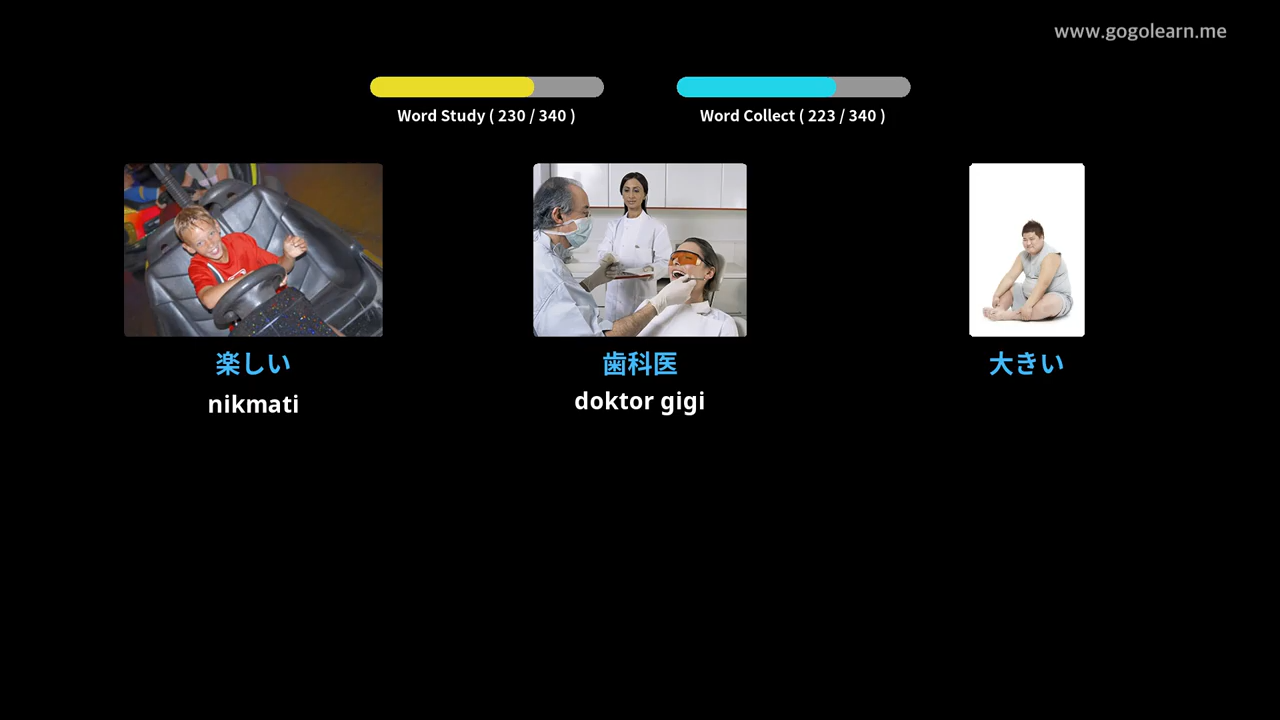 www.gogolearn.me
Word Study ( 230 / 340 )
Word Collect ( 223 / 340 )
楽しい
nikmati
歯科医
doktor gigi
大きい